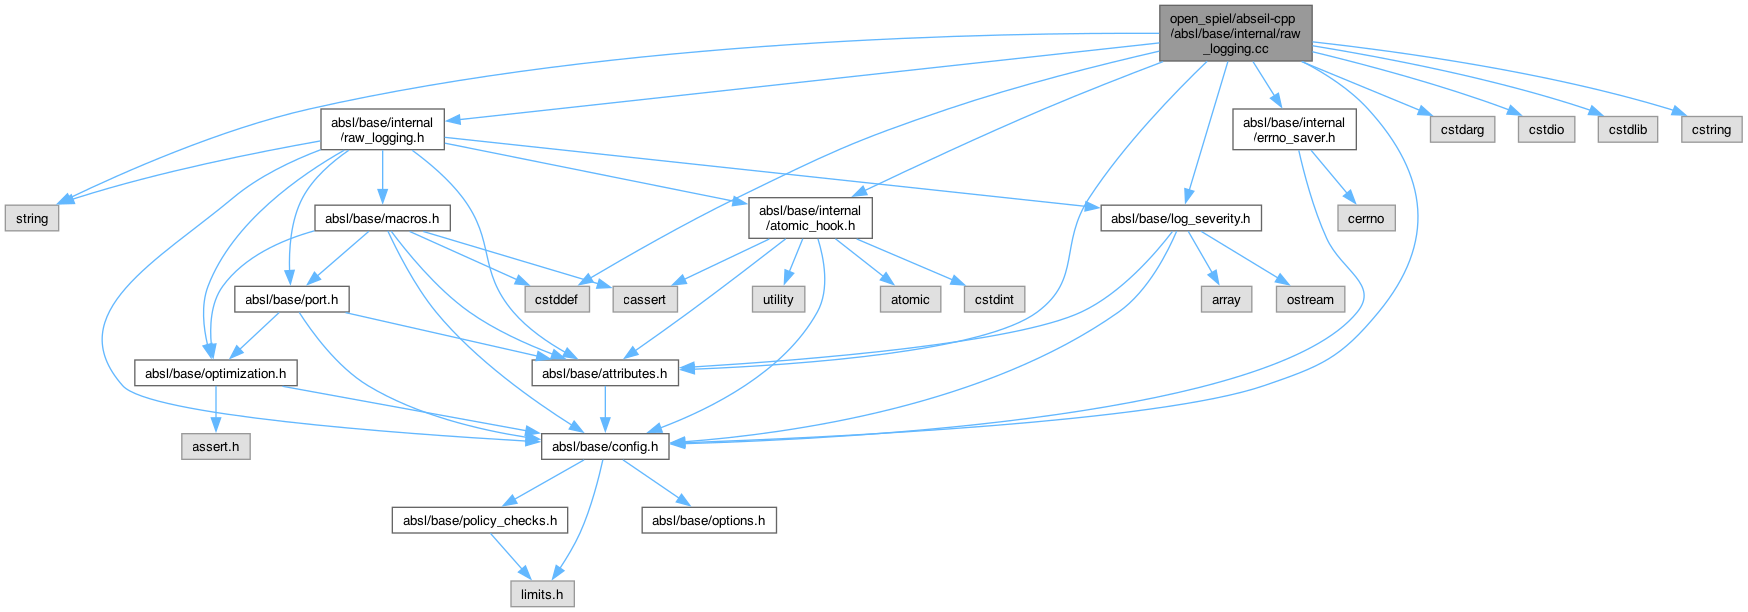 open_spiel/abseil-cpp
/absl/base/internal/raw
_logging.cc
absl/base/internal
/raw_logging.h
absl/base/internal
/errno_saver.h
cstdarg
cstdio
cstdlib
cstring
string
absl/base/macros.h
absl/base/internal
/atomic_hook.h
absl/base/log_severity.h
cerrno
absl/base/port.h
cstddef
cassert
utility
atomic
cstdint
array
ostream
absl/base/optimization.h
absl/base/attributes.h
assert.h
absl/base/config.h
absl/base/policy_checks.h
absl/base/options.h
limits.h